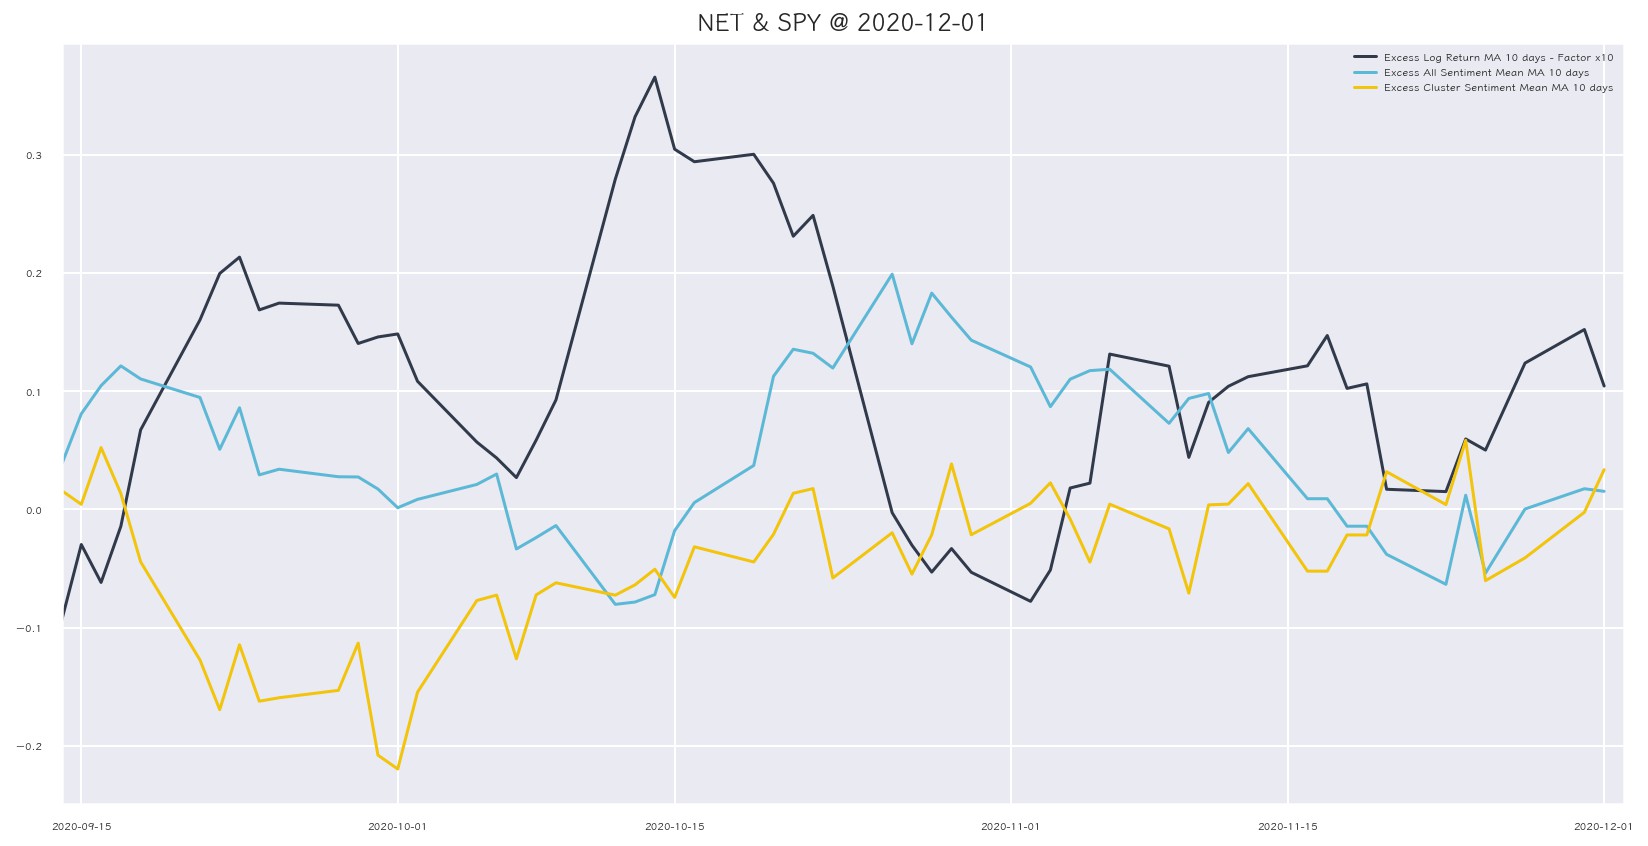 NET & SPY @ 2020-12-01
Excess Log Return MA 10 days - Factor x10
Excess All Sentiment Mean MA 10 days
Excess Cluster Sentiment Mean MA 10 days
0.3
0.2
0.1
0.0
−0.1
−0.2
2020-09-15 2020-10-01 2020-10-15 2020-11-01 2020-11-15 2020-12-01